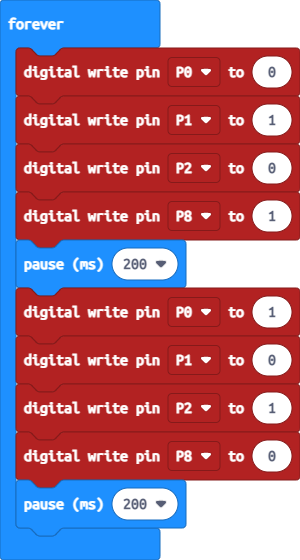 forever
digital write pin P0 to 0
digital write pin P1 to 1
digital write pin P2 to 0
digital write pin P8 to 1
pause (ms) 200
digital write pin P0 to 1
digital write pin P1 to 0
digital write pin P2 to 1
digital write pin P8 to 0
pause (ms) 200